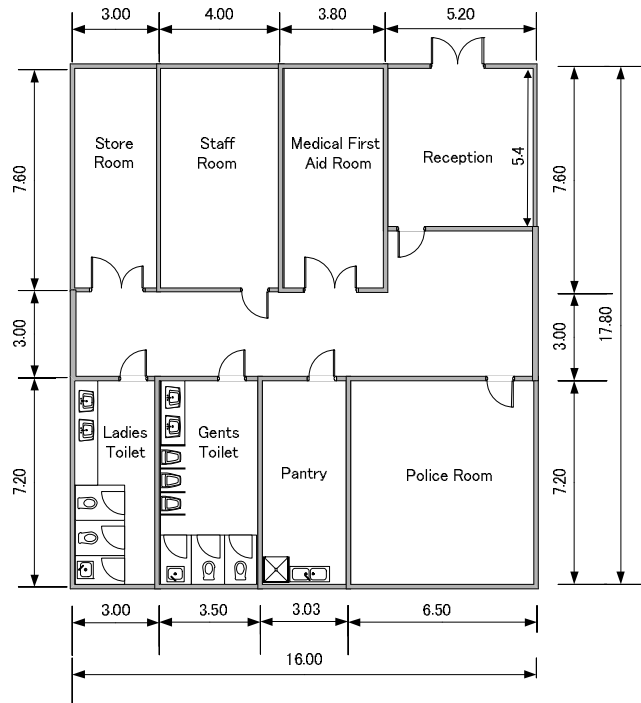 3.00 4.00 3.80 5.20
Store
Room
Staff
Room
Medical First
Aid Room
Reception
5.4
7.60
7.60
3.00
3.00
17.80
7.20
7.20
Ladies
Toilet
Gents
Toilet
Pantry
Police Room
3.00 3.50 3.03 6.50
16.00